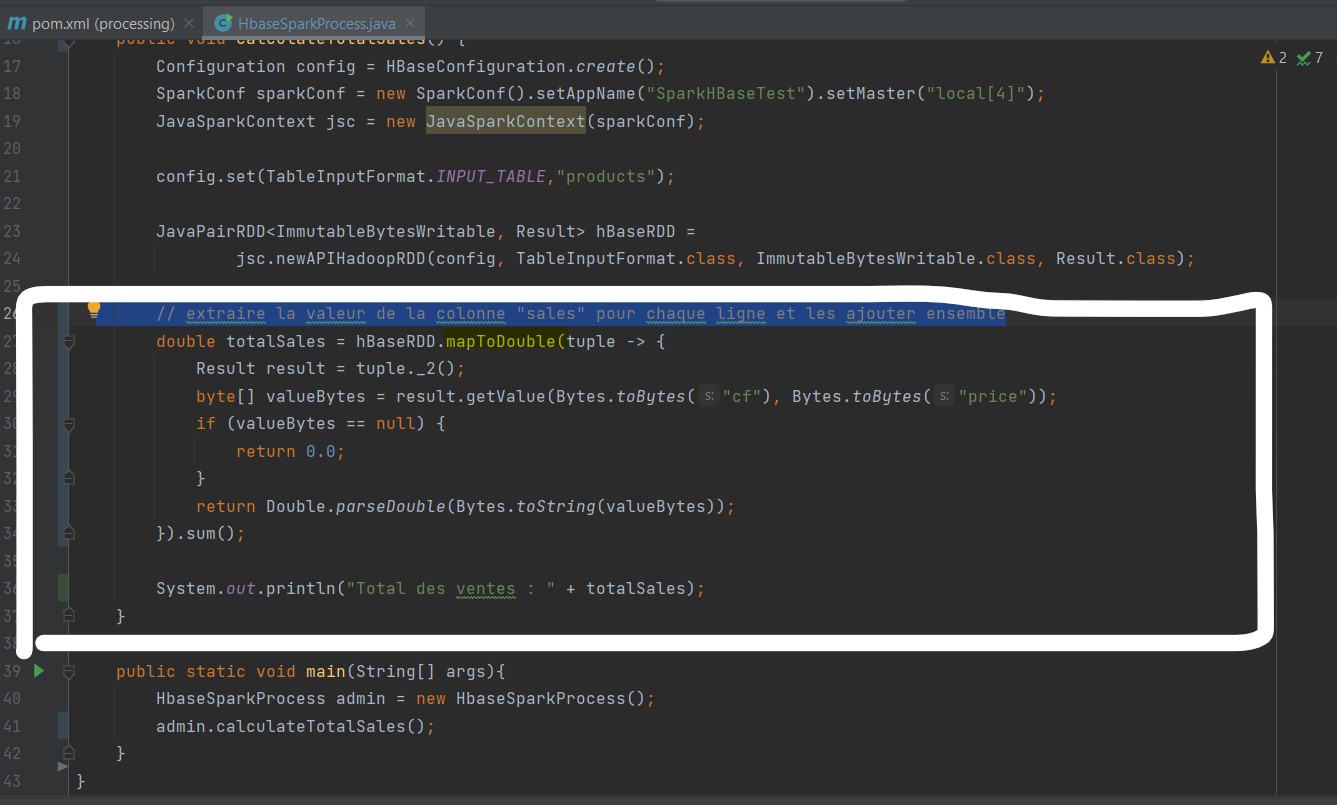 pom.xml (processing)
HbaseSparkProcess.java
2 7
16 public void calculateTotalSales() {
17 Configuration config = HBaseConfiguration.create();
18 SparkConf sparkConf = new SparkConf().setAppName("SparkHBaseTest").setMaster("local[4]");
19 JavaSparkContext jsc = new JavaSparkContext(sparkConf);
20
21 config.set(TableInputFormat.INPUT_TABLE,"products");
22
23 JavaPairRDD<ImmutableBytesWritable, Result> hBaseRDD =
24 jsc.newAPIHadoopRDD(config, TableInputFormat.class, ImmutableBytesWritable.class, Result.class);
25
26 // extraire la valeur de la colonne "sales" pour chaque ligne et les ajouter ensemble
27 double totalSales = hBaseRDD.mapToDouble(tuple -> {
28 Result result = tuple._2();
29 byte[] valueBytes = result.getValue(Bytes.toBytes( s: "cf"), Bytes.toBytes( s: "price"));
30 if (valueBytes == null) {
31 return 0.0;
32 }
33 return Double.parseDouble(Bytes.toString(valueBytes));
34 }).sum();
35
36 System.out.println("Total des ventes : " + totalSales);
37 }
38
39 public static void main(String[] args){
40 HbaseSparkProcess admin = new HbaseSparkProcess();
41 admin.calculateTotalSales();
42 }
43 }